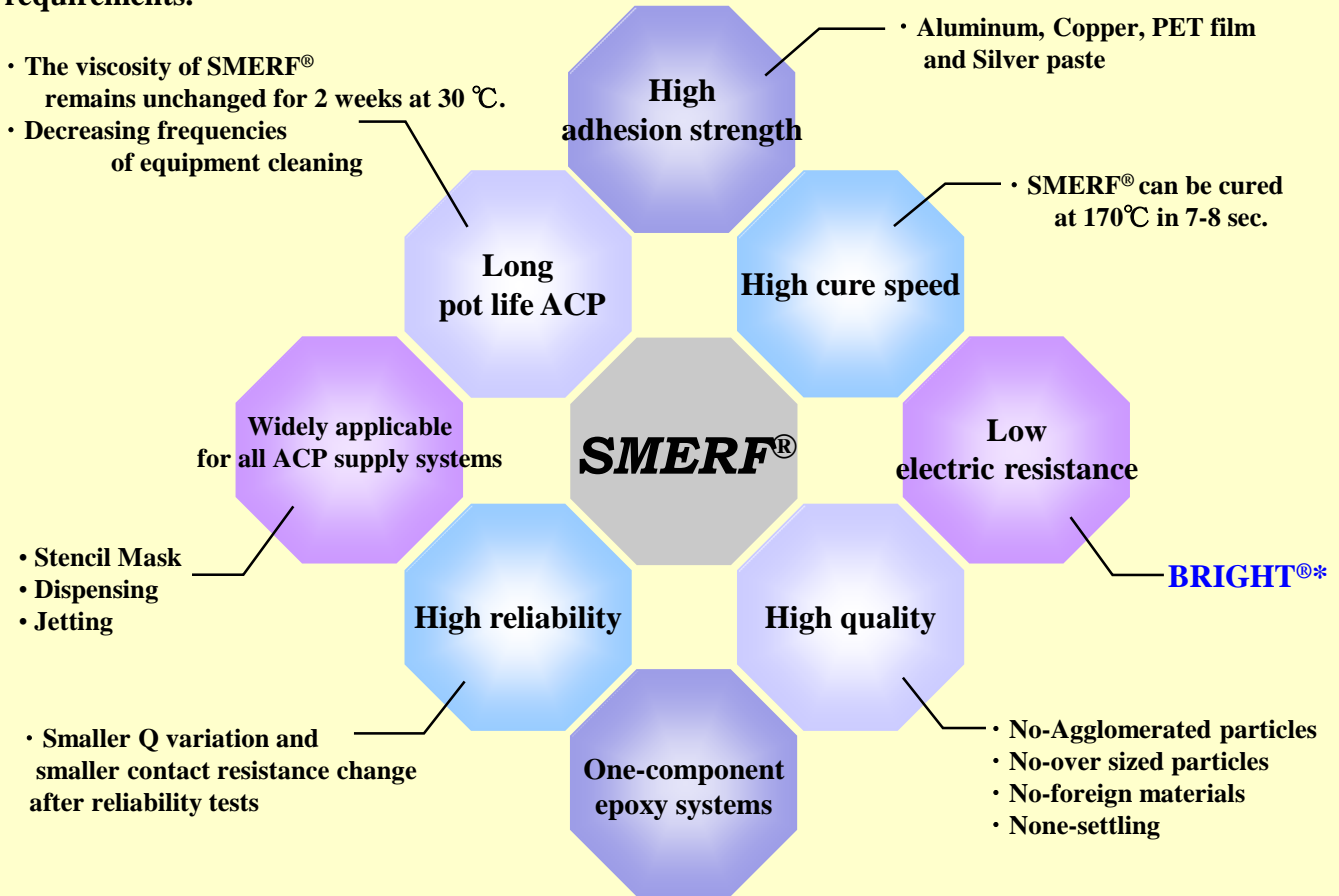 requirements.
・Aluminum, Copper, PET film
and Silver paste
・The viscosity of SMERF®
remains unchanged for 2 weeks at 30 ℃.
・Decreasing frequencies
of equipment cleaning
High
adhesion strength
・SMERF® can be cured
at 170℃ in 7-8 sec.
Long
pot life ACP
High cure speed
Widely applicable
for all ACP supply systems
SMERF®
Low
electric resistance
• Stencil Mask
• Dispensing
• Jetting
BRIGHT®*
High reliability
High quality
・Smaller Q variation and
smaller contact resistance change
after reliability tests
One-component
epoxy systems
・No-Agglomerated particles
・No-over sized particles
・No-foreign materials
・None-settling